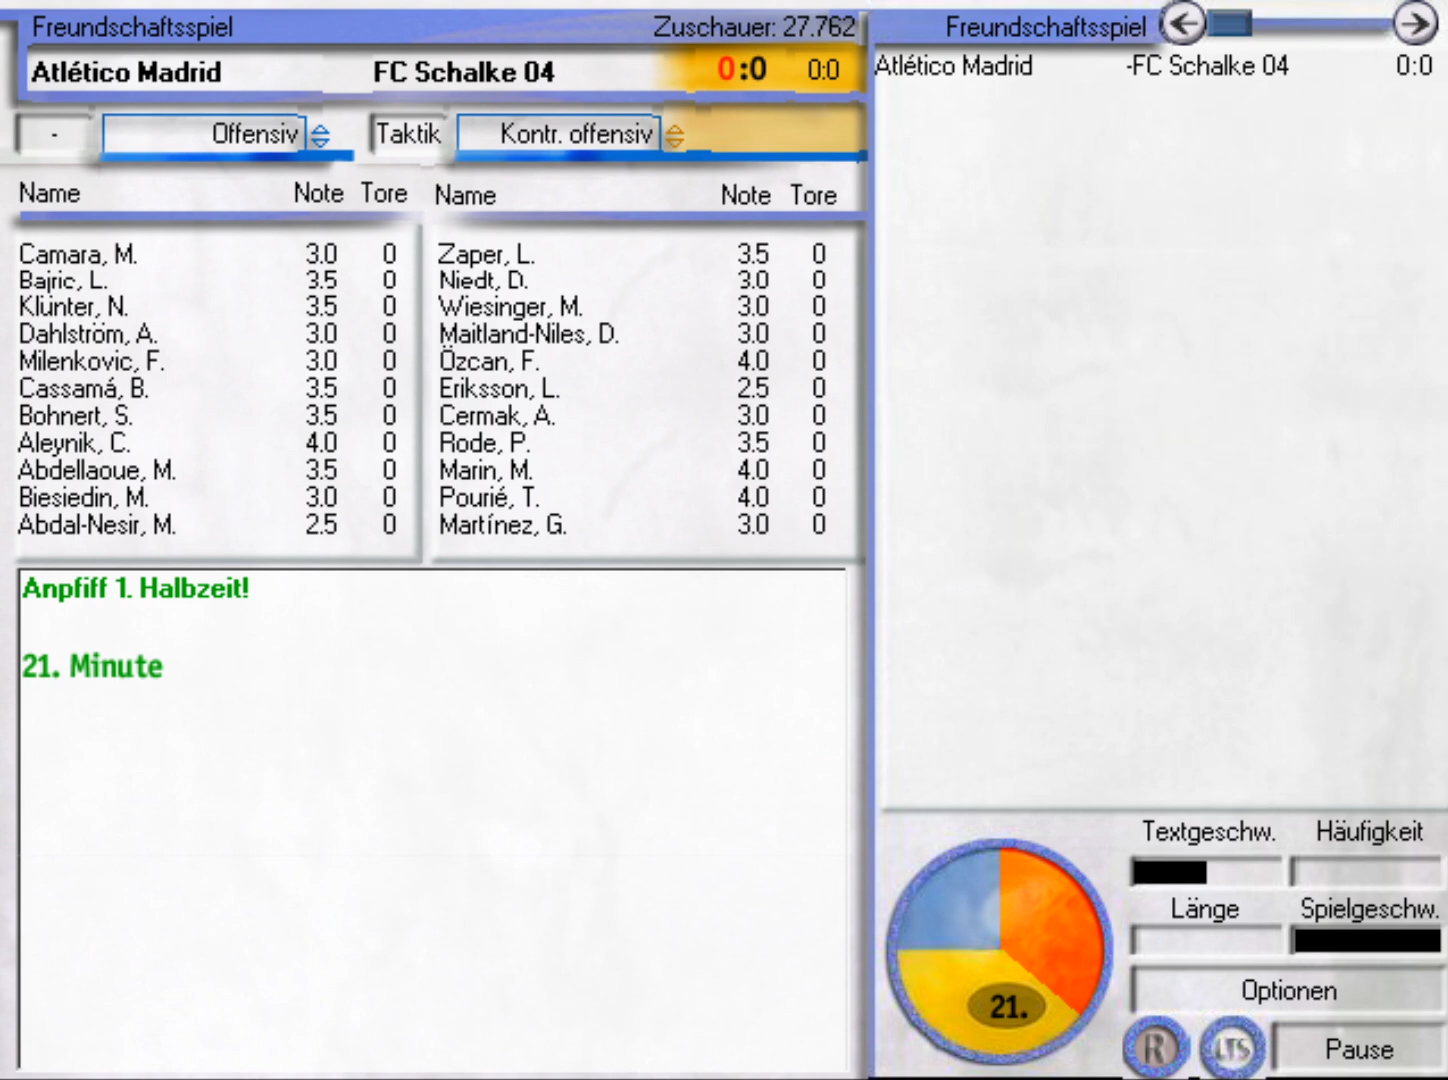 Freundschaftsspiel Zuschauer: 27.762
Atlético Madrid FC Schalke 04 0:0 0:0
- Offensiv Taktik Kontr. offensiv
Name Note Tore Name Note Tore
Camara, M. 3.0 0 Zaper, L. 3.5 0
Bajric, L. 3.5 0 Niedt, D. 3.0 0
Klünter, N. 3.5 0 Wiesinger, M. 3.0 0
Dahlström, A. 3.0 0 Maitland-Niles, D. 3.0 0
Milenkovic, F. 3.0 0 Özcan, F. 4.0 0
Cassamá, B. 3.5 0 Eriksson, L. 2.5 0
Bohnert, S. 3.5 0 Cermak, A. 3.0 0
Aleynik, C. 4.0 0 Rode, P. 3.5 0
Abdellaoue, M. 3.5 0 Marin, M. 4.0 0
Biesiedin, M. 3.0 0 Pourié, T. 4.0 0
Abdal-Nesir, M. 2.5 0 Martínez, G. 3.0 0
Anpfiff 1. Halbzeit!
21. Minute
Freundschaftsspiel
Atlético Madrid -FC Schalke 04 0:0
Textgeschw. Häufigkeit
Länge Spielgeschw.
Optionen
21.
R LTS Pause